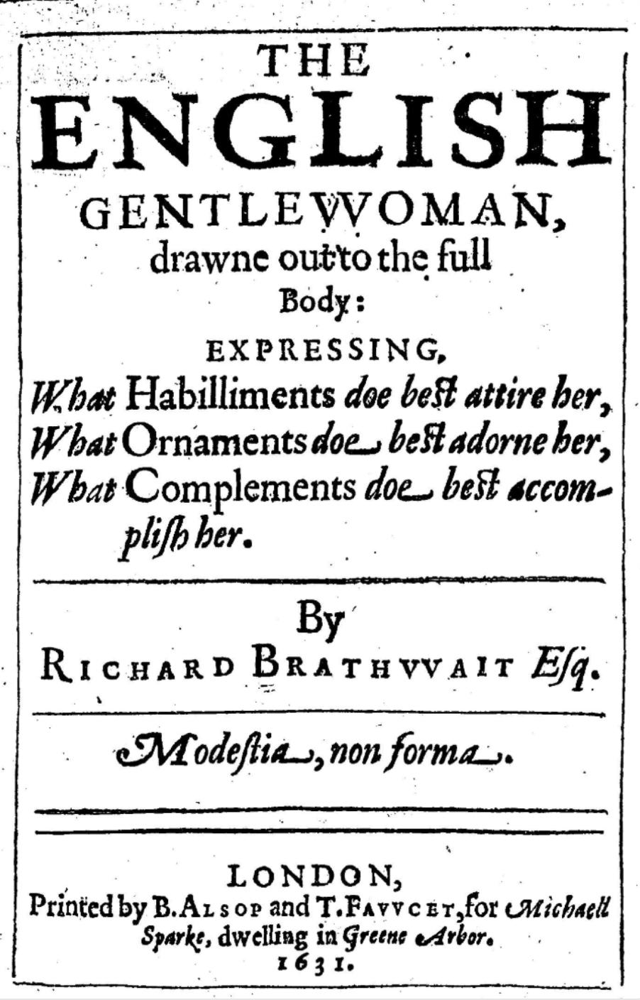 THE
ENGLISH
GENTLEVVOMAN,
drawne out to the full
Body:
EXPRESSING,
What Habilliments doe beſt attire her,
What Ornaments doe beſt adorne her,
What Complements doe beſt accom-
pliſh her.
By
RICHARD BRATHVVAIT Eſq.
Modeſtia, non forma.
LONDON,
Printed by B. ALSOP and T. FAVVCET, for Michaell
Sparke, dwelling in Greene Arbor.
1631.